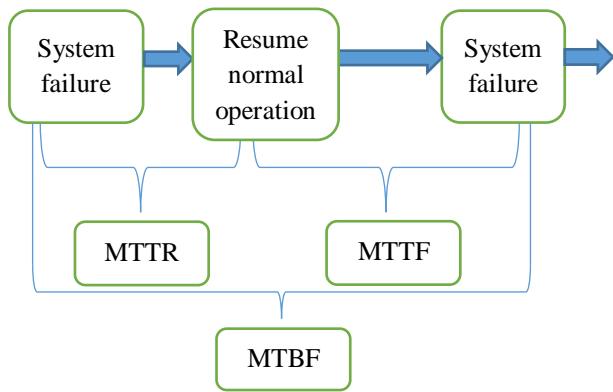 System
failure
Resume
normal
operation
System
failure
MTTR
MTTF
MTBF